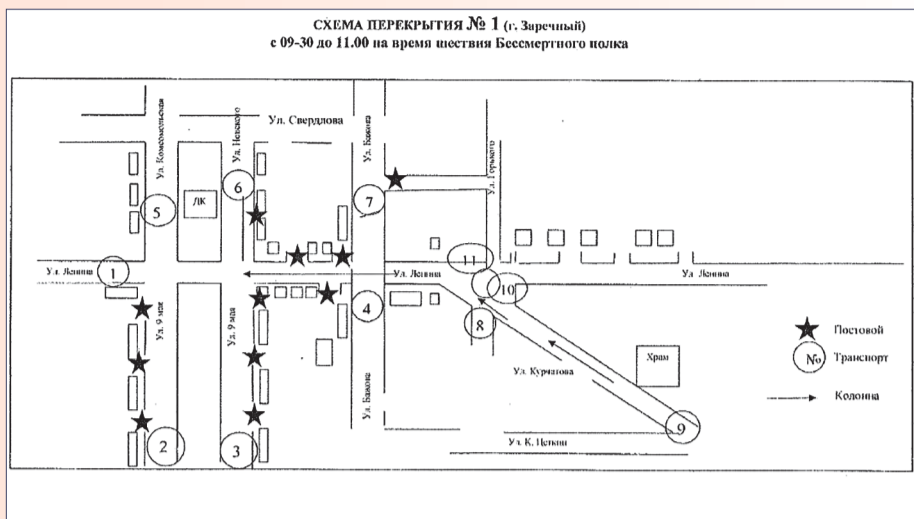 СХЕМА ПЕРЕКРЫТИЯ № 1 (г. Заречный)
с 09-30 до 11.00 на время шествия Бессмертного полка
Ул. Комсомольская
Ул. Невского
Ул. Свердлова
Ул. Бажова
Ул. Горького
6
ДК
5
7
Ул. Ленина
1
Ул. Ленина
11
Ул. Ленина
10
4
8
Ул. 9 мая
Ул. 9 мая
Ул. Бажова
Ул. Курчатова
Храм
9
Ул. К. Цеткин
2
3
Постовой
№ Транспорт
Колонна